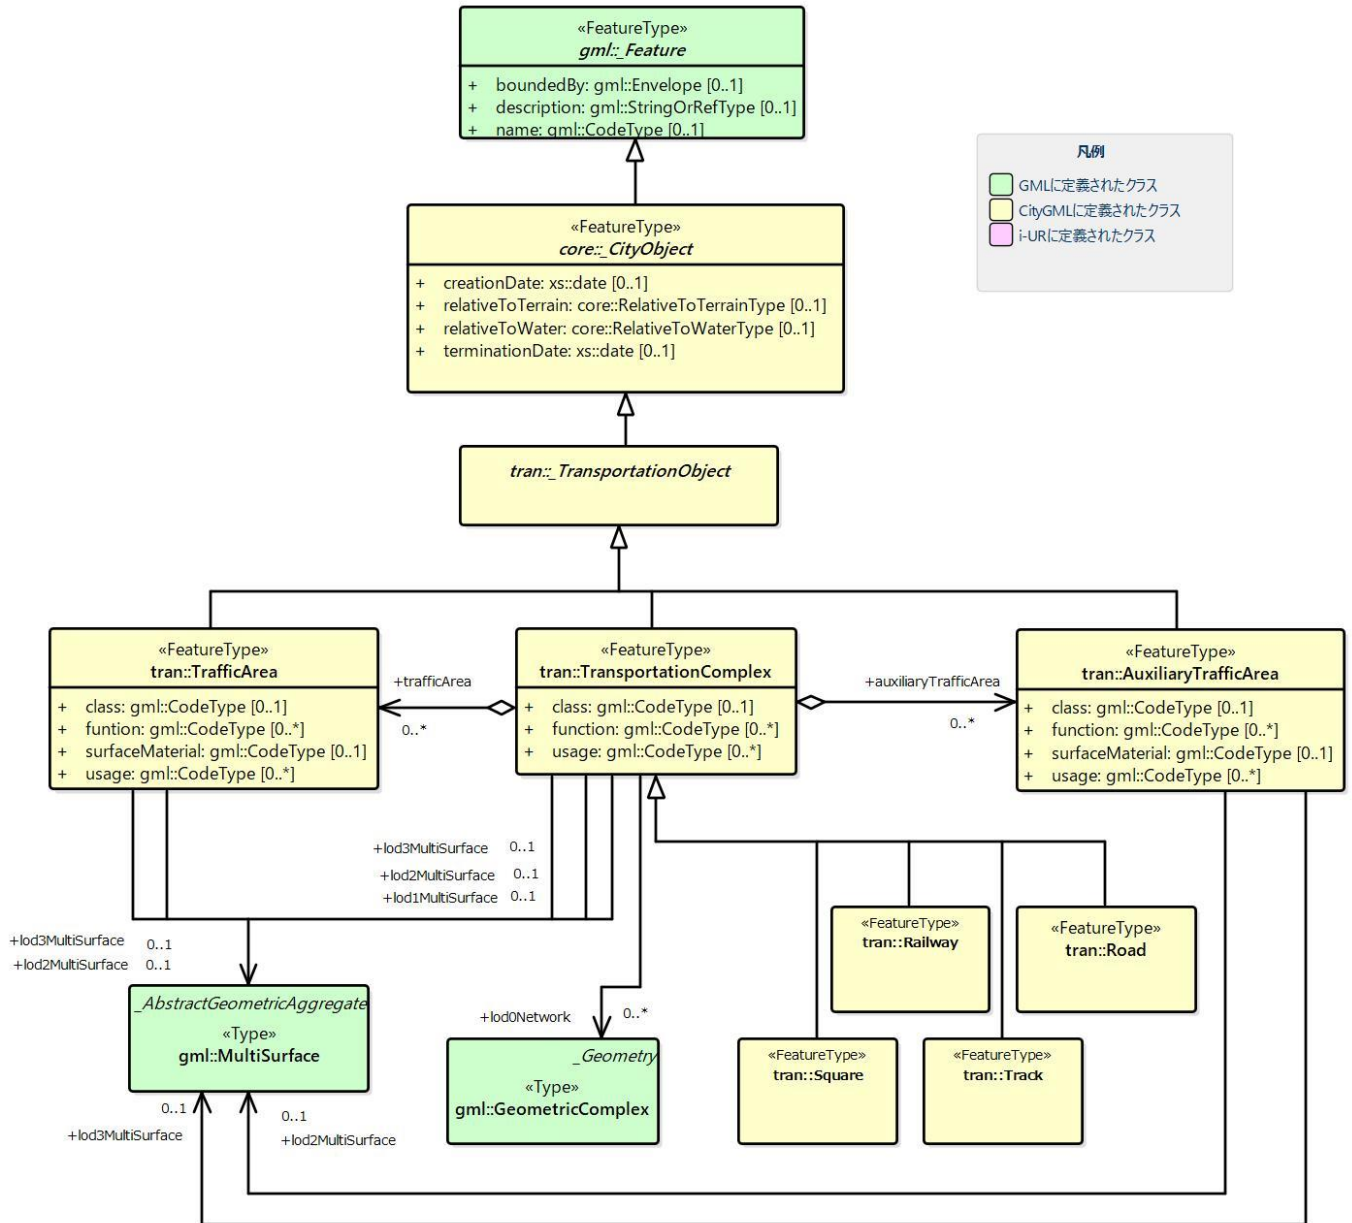 «FeatureType»
gml::_Feature
+ boundedBy: gml::Envelope [0..1]
+ description: gml::StringOrRefType [0..1]
+ name: gml::CodeType [0..1]
凡例
GMLに定義されたクラス
CityGMLに定義されたクラス
i-URに定義されたクラス
«FeatureType»
core::_CityObject
+ creationDate: xs::date [0..1]
+ relativeToTerrain: core::RelativeToTerrainType [0..1]
+ relativeToWater: core::RelativeToWaterType [0..1]
+ terminationDate: xs::date [0..1]
tran::_TransportationObject
«FeatureType»
tran::TrafficArea
+ class: gml::CodeType [0..1]
+ funtion: gml::CodeType [0..*]
+ surfaceMaterial: gml::CodeType [0..1]
+ usage: gml::CodeType [0..*]
+trafficArea
0..*
«FeatureType»
tran::TransportationComplex
+ class: gml::CodeType [0..1]
+ function: gml::CodeType [0..*]
+ usage: gml::CodeType [0..*]
+auxiliaryTrafficArea
0..*
«FeatureType»
tran::AuxiliaryTrafficArea
+ class: gml::CodeType [0..1]
+ function: gml::CodeType [0..*]
+ surfaceMaterial: gml::CodeType [0..1]
+ usage: gml::CodeType [0..*]
+lod3MultiSurface 0..1
+lod2MultiSurface 0..1
+lod1MultiSurface 0..1
+lod3MultiSurface 0..1
+lod2MultiSurface 0..1
«FeatureType»
tran::Railway
«FeatureType»
tran::Road
_AbstractGeometricAggregate
«Type»
gml::MultiSurface
+lod0Network 0..*
_Geometry
«Type»
gml::GeometricComplex
«FeatureType»
tran::Square
«FeatureType»
tran::Track
0..1
+lod3MultiSurface
0..1
+lod2MultiSurface